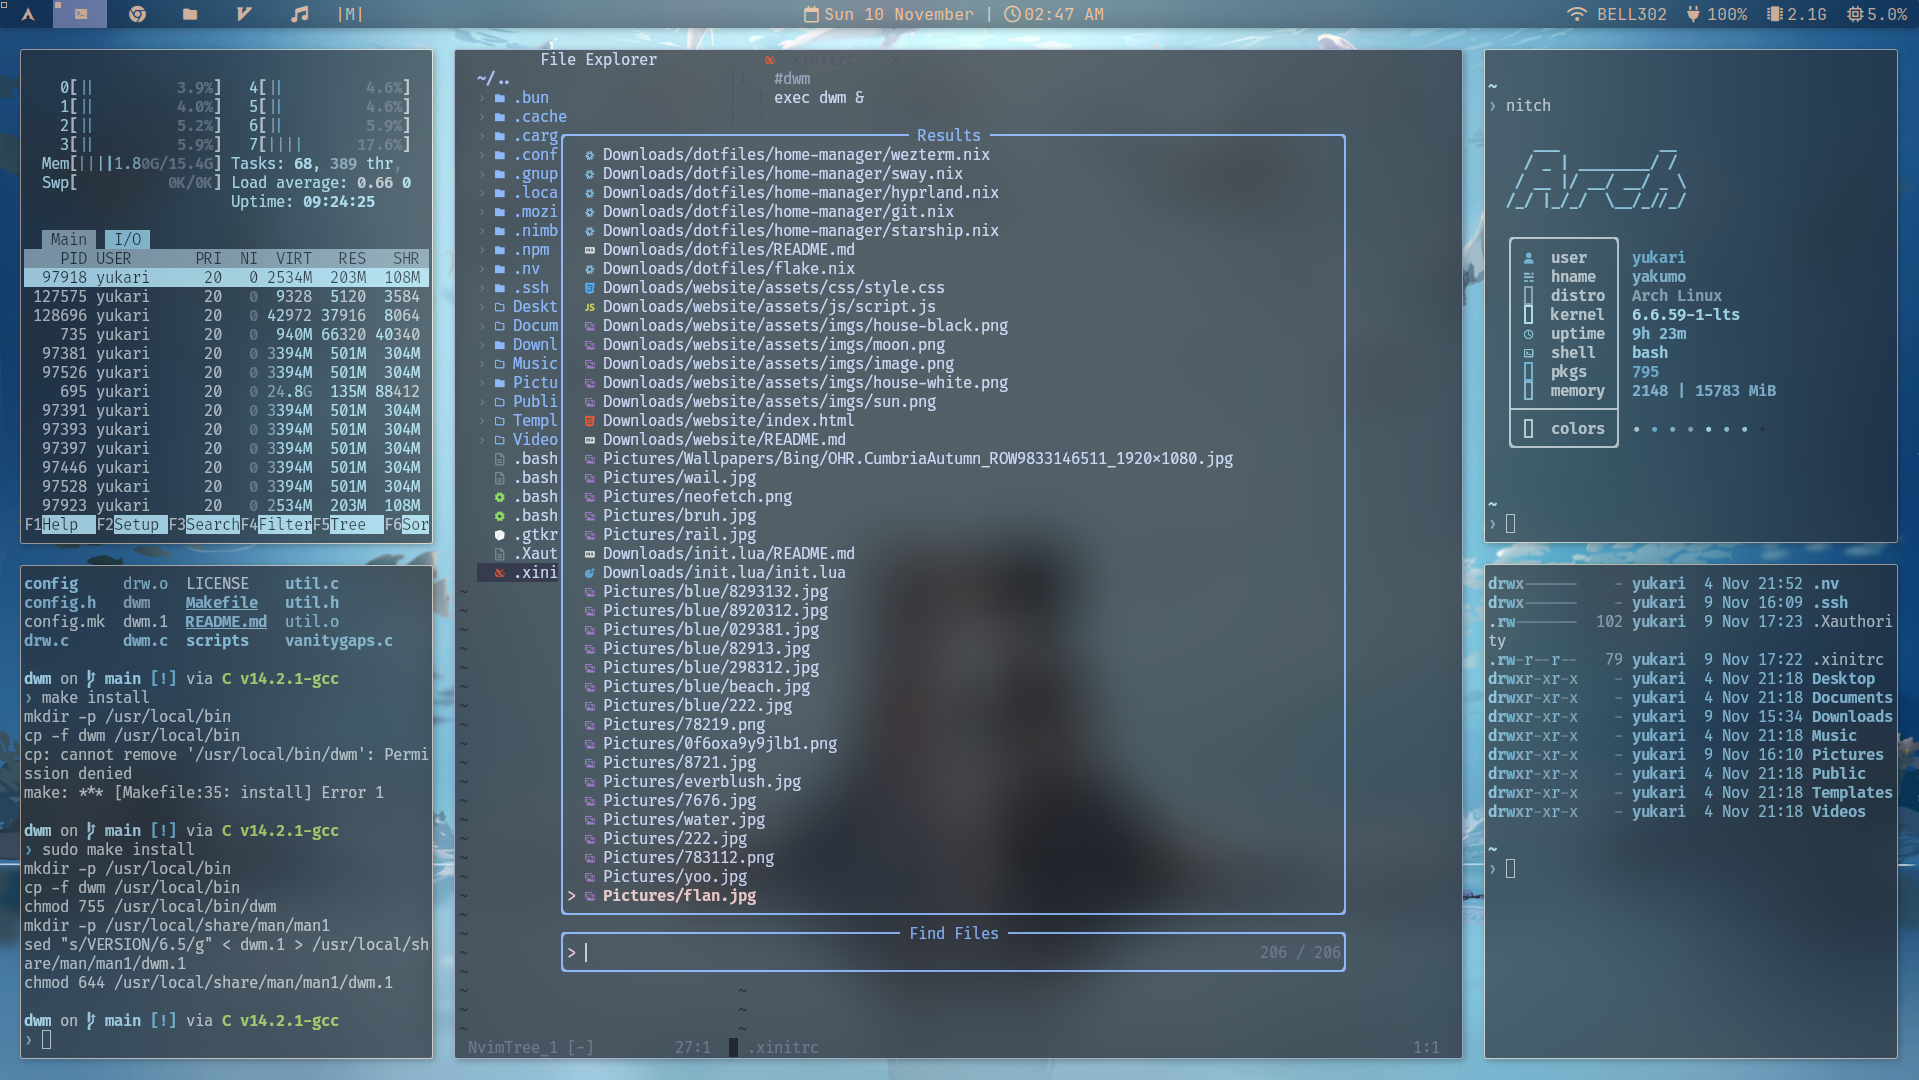 |M|
Sun 10 November | 02:47 AM
BELL302 100% 2.1G 5.0%
0[|| 3.9%] 4[|| 4.6%]
1[|| 4.0%] 5[|| 4.6%]
2[|| 5.2%] 6[|| 5.9%]
3[|| 5.9%] 7[|||| 17.6%]
Mem[||||1.80G/15.4G] Tasks: 68, 389 thr,
Swp[ 0K/0K] Load average: 0.66 0
Uptime: 09:24:25
Main I/O
PID USER PRI NI VIRT RES SHR
97918 yukari 20 0 2534M 203M 108M
127575 yukari 20 0 9328 5120 3584
128696 yukari 20 0 42972 37916 8064
735 yukari 20 0 940M 66320 40340
97381 yukari 20 0 3394M 501M 304M
97526 yukari 20 0 3394M 501M 304M
695 yukari 20 0 24.8G 135M 88412
97391 yukari 20 0 3394M 501M 304M
97393 yukari 20 0 3394M 501M 304M
97397 yukari 20 0 3394M 501M 304M
97446 yukari 20 0 3394M 501M 304M
97528 yukari 20 0 3394M 501M 304M
97923 yukari 20 0 2534M 203M 108M
F1Help F2Setup F3SearchF4FilterF5Tree F6Sor
config drw.o LICENSE util.c
config.h dwm Makefile util.h
config.mk dwm.1 README.md util.o
drw.c dwm.c scripts vanitygaps.c
dwm on main [!] via C v14.2.1-gcc
❯ make install
mkdir -p /usr/local/bin
cp -f dwm /usr/local/bin
cp: cannot remove '/usr/local/bin/dwm': Permi
ssion denied
make: *** [Makefile:35: install] Error 1
dwm on main [!] via C v14.2.1-gcc
❯ sudo make install
mkdir -p /usr/local/bin
cp -f dwm /usr/local/bin
chmod 755 /usr/local/bin/dwm
mkdir -p /usr/local/share/man/man1
sed "s/VERSION/6.5/g" < dwm.1 > /usr/local/sh
are/man/man1/dwm.1
chmod 644 /usr/local/share/man/man1/dwm.1
dwm on main [!] via C v14.2.1-gcc
❯
File Explorer
~/..
.bun
.cache
.carg
.conf
.gnup
.loca
.mozi
.nimb
.npm
.nv
.ssh
Deskt
Docum
Downl
Music
Pictu
Publi
Templ
Video
.bash
.bash
.bash
.bash
.gtkr
.Xaut
.xini
.xinitrc
1 #dwm
1 exec dwm &
2
Results
Downloads/dotfiles/home-manager/wezterm.nix
Downloads/dotfiles/home-manager/sway.nix
Downloads/dotfiles/home-manager/hyprland.nix
Downloads/dotfiles/home-manager/git.nix
Downloads/dotfiles/home-manager/starship.nix
Downloads/dotfiles/README.md
Downloads/dotfiles/flake.nix
Downloads/website/assets/css/style.css
JS Downloads/website/assets/js/script.js
Downloads/website/assets/imgs/house-black.png
Downloads/website/assets/imgs/moon.png
Downloads/website/assets/imgs/image.png
Downloads/website/assets/imgs/house-white.png
Downloads/website/assets/imgs/sun.png
Downloads/website/index.html
Downloads/website/README.md
Pictures/Wallpapers/Bing/OHR.CumbriaAutumn_ROW9833146511_1920×1080.jpg
Pictures/wail.jpg
Pictures/neofetch.png
Pictures/bruh.jpg
Pictures/rail.jpg
Downloads/init.lua/README.md
Downloads/init.lua/init.lua
Pictures/blue/8293132.jpg
Pictures/blue/8920312.jpg
Pictures/blue/029381.jpg
Pictures/blue/82913.jpg
Pictures/blue/298312.jpg
Pictures/blue/beach.jpg
Pictures/blue/222.jpg
Pictures/78219.png
Pictures/0f6oxa9y9jlb1.png
Pictures/8721.jpg
Pictures/everblush.jpg
Pictures/7676.jpg
Pictures/water.jpg
Pictures/222.jpg
Pictures/783112.png
Pictures/yoo.jpg
> Pictures/flan.jpg
Find Files
> 206 / 206
NvimTree_1 [-] 27:1 .xinitrc 1:1
~
❯ nitch
Arch
user yukari
hname yakumo
distro Arch Linux
kernel 6.6.59-1-lts
uptime 9h 23m
shell bash
pkgs 795
memory 2148 | 15783 MiB
colors
~
❯
drwx------ - yukari 4 Nov 21:52 .nv
drwx------ - yukari 9 Nov 16:09 .ssh
.rw------- 102 yukari 9 Nov 17:23 .Xauthori
ty
.rw-r--r-- 79 yukari 9 Nov 17:22 .xinitrc
drwxr-xr-x - yukari 4 Nov 21:18 Desktop
drwxr-xr-x - yukari 4 Nov 21:18 Documents
drwxr-xr-x - yukari 9 Nov 15:34 Downloads
drwxr-xr-x - yukari 4 Nov 21:18 Music
drwxr-xr-x - yukari 9 Nov 16:10 Pictures
drwxr-xr-x - yukari 4 Nov 21:18 Public
drwxr-xr-x - yukari 4 Nov 21:18 Templates
drwxr-xr-x - yukari 4 Nov 21:18 Videos
~
❯